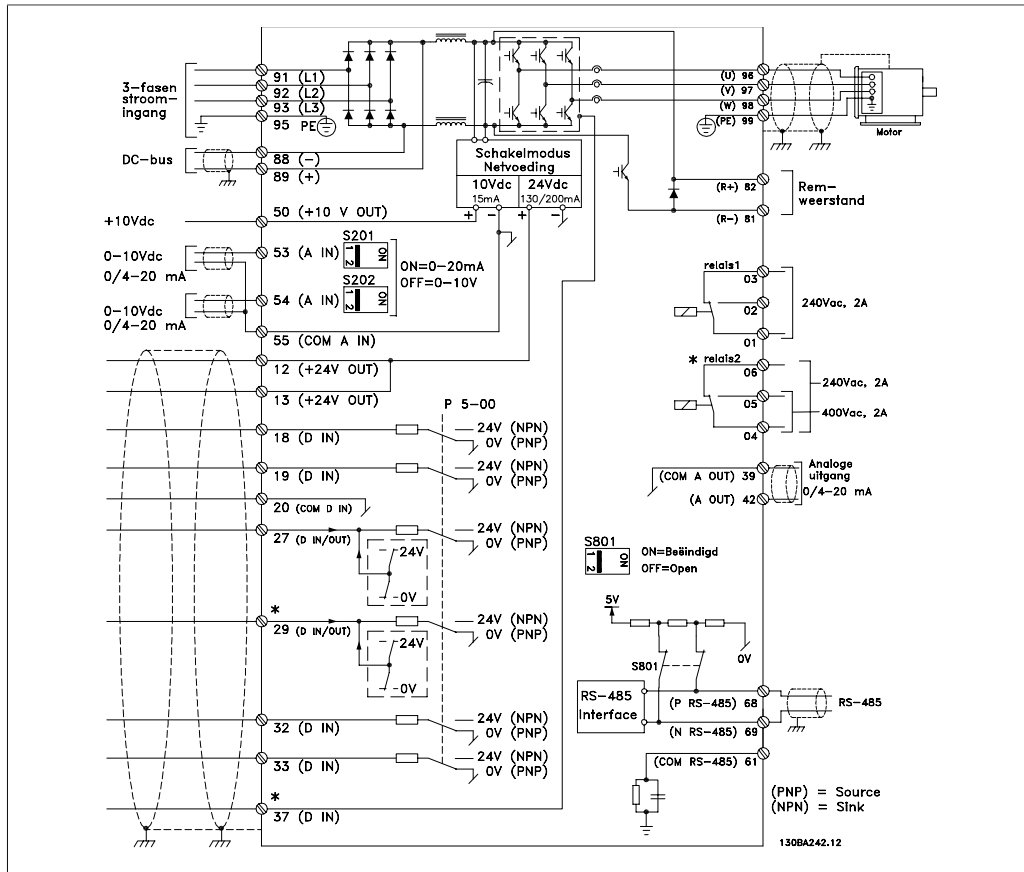 3-fasen
stroom-
ingang
91 (L1)
92 (L2)
93 (L3)
95 PE
DC-bus
88 (-)
89 (+)
+10Vdc
50 (+10 V OUT)
0-10Vdc
0/4-20 mA
53 (A IN)
S201
1 2
ON
0-10Vdc
0/4-20 mA
54 (A IN)
S202
1 2
ON
ON=0-20mA
OFF=0-10V
55 (COM A IN)
12 (+24V OUT)
13 (+24V OUT)
P 5-00
18 (D IN)
24V (NPN)
0V (PNP)
19 (D IN)
24V (NPN)
0V (PNP)
20 (COM D IN)
27 (D IN/OUT)
24V (NPN)
0V (PNP)
24V
0V
*
29 (D IN/OUT)
24V (NPN)
0V (PNP)
24V
0V
32 (D IN)
24V (NPN)
0V (PNP)
33 (D IN)
24V (NPN)
0V (PNP)
*
37 (D IN)
Schakelmodus
Netvoeding
10Vdc
15mA
24Vdc
130/200mA
+ - + -
(U) 96
(V) 97
(W) 98
(PE) 99
Motor
(R+) 82
(R-) 81
Rem-
weerstand
relais1
03
02
01
240Vac, 2A
* relais2
06
05
04
240Vac, 2A
400Vac, 2A
(COM A OUT) 39
(A OUT) 42
Analoge
uitgang
0/4-20 mA
S801
1 2
ON
ON=Beëindigd
OFF=Open
5V
S801
0V
RS-485
Interface
(P RS-485) 68
(N RS-485) 69
RS-485
(COM RS-485) 61
(PNP) = Source
(NPN) = Sink
130BA242.12